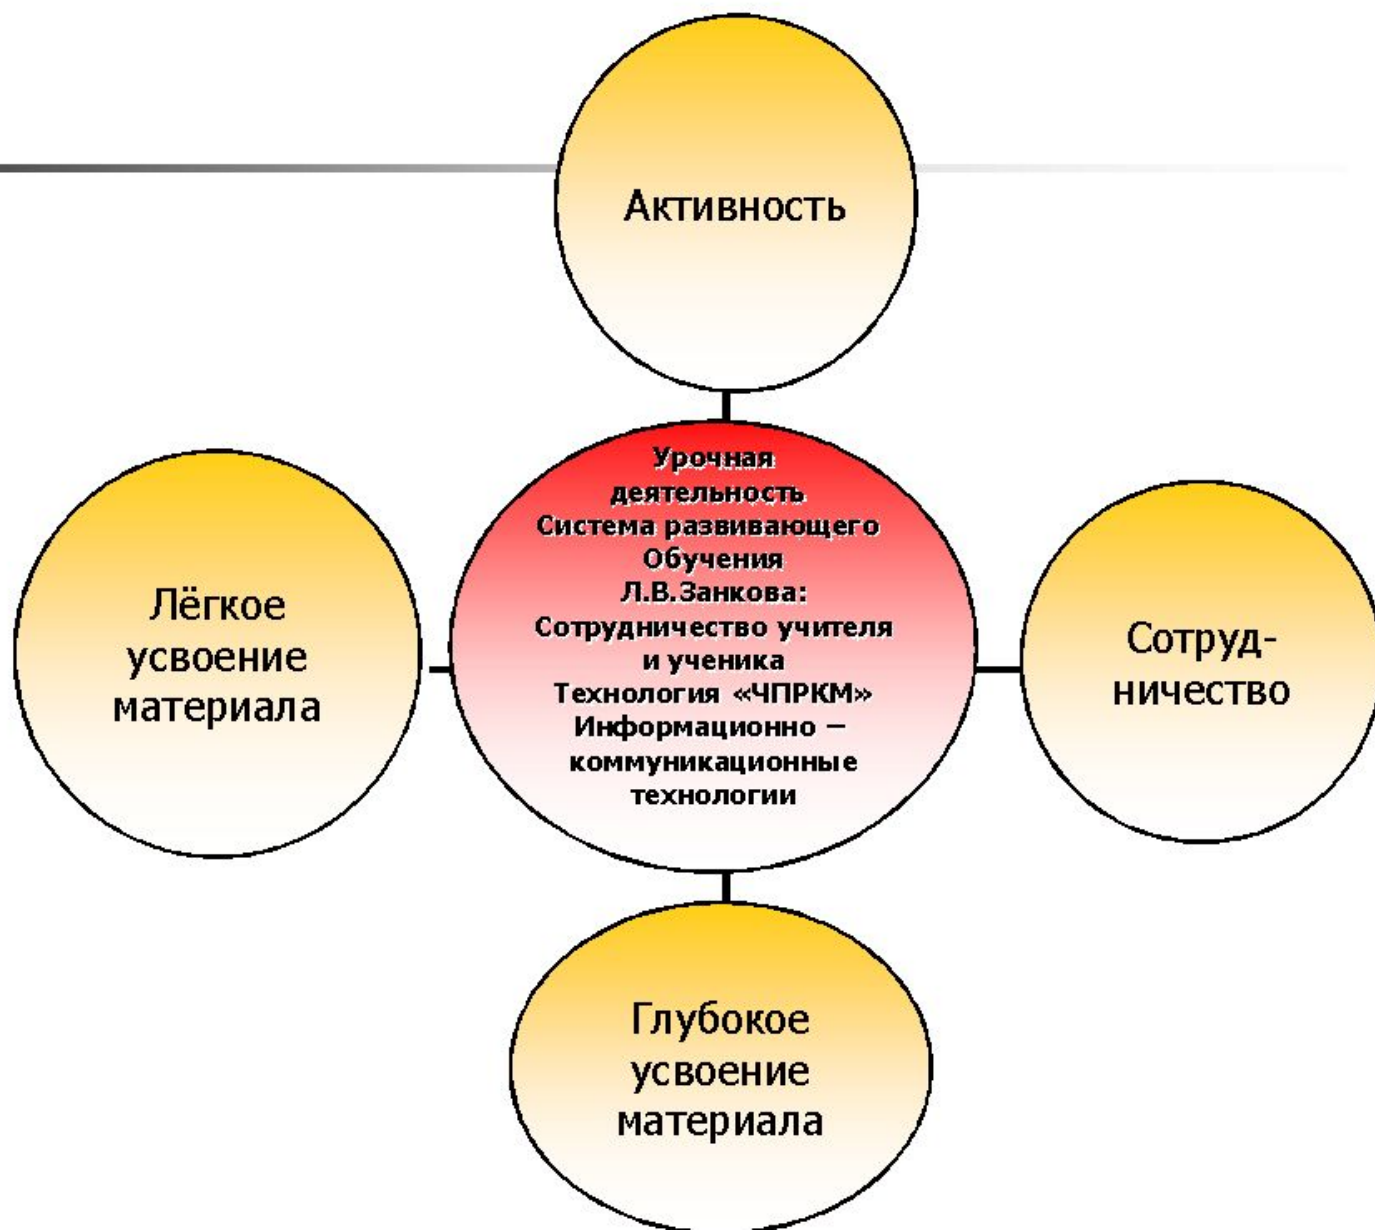 Активность
Урочная
деятельность
Система развивающего
Обучения
Л.В.Занкова:
Сотрудничество учителя
и ученика
Технология «ЧПРКМ»
Информационно –
коммуникационные
технологии
Лёгкое
усвоение
материала
Сотруд-
ничество
Глубокое
усвоение
материала